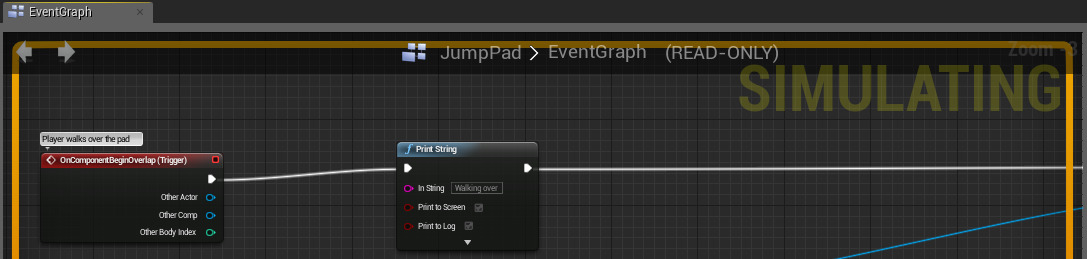 EventGraph
JumpPad > EventGraph (READ-ONLY)
Zoom -3
SIMULATING
Player walks over the pad
OnComponentBeginOverlap (Trigger)
Other Actor
Other Comp
Other Body Index
Print String
In String Walking over
Print to Screen
Print to Log